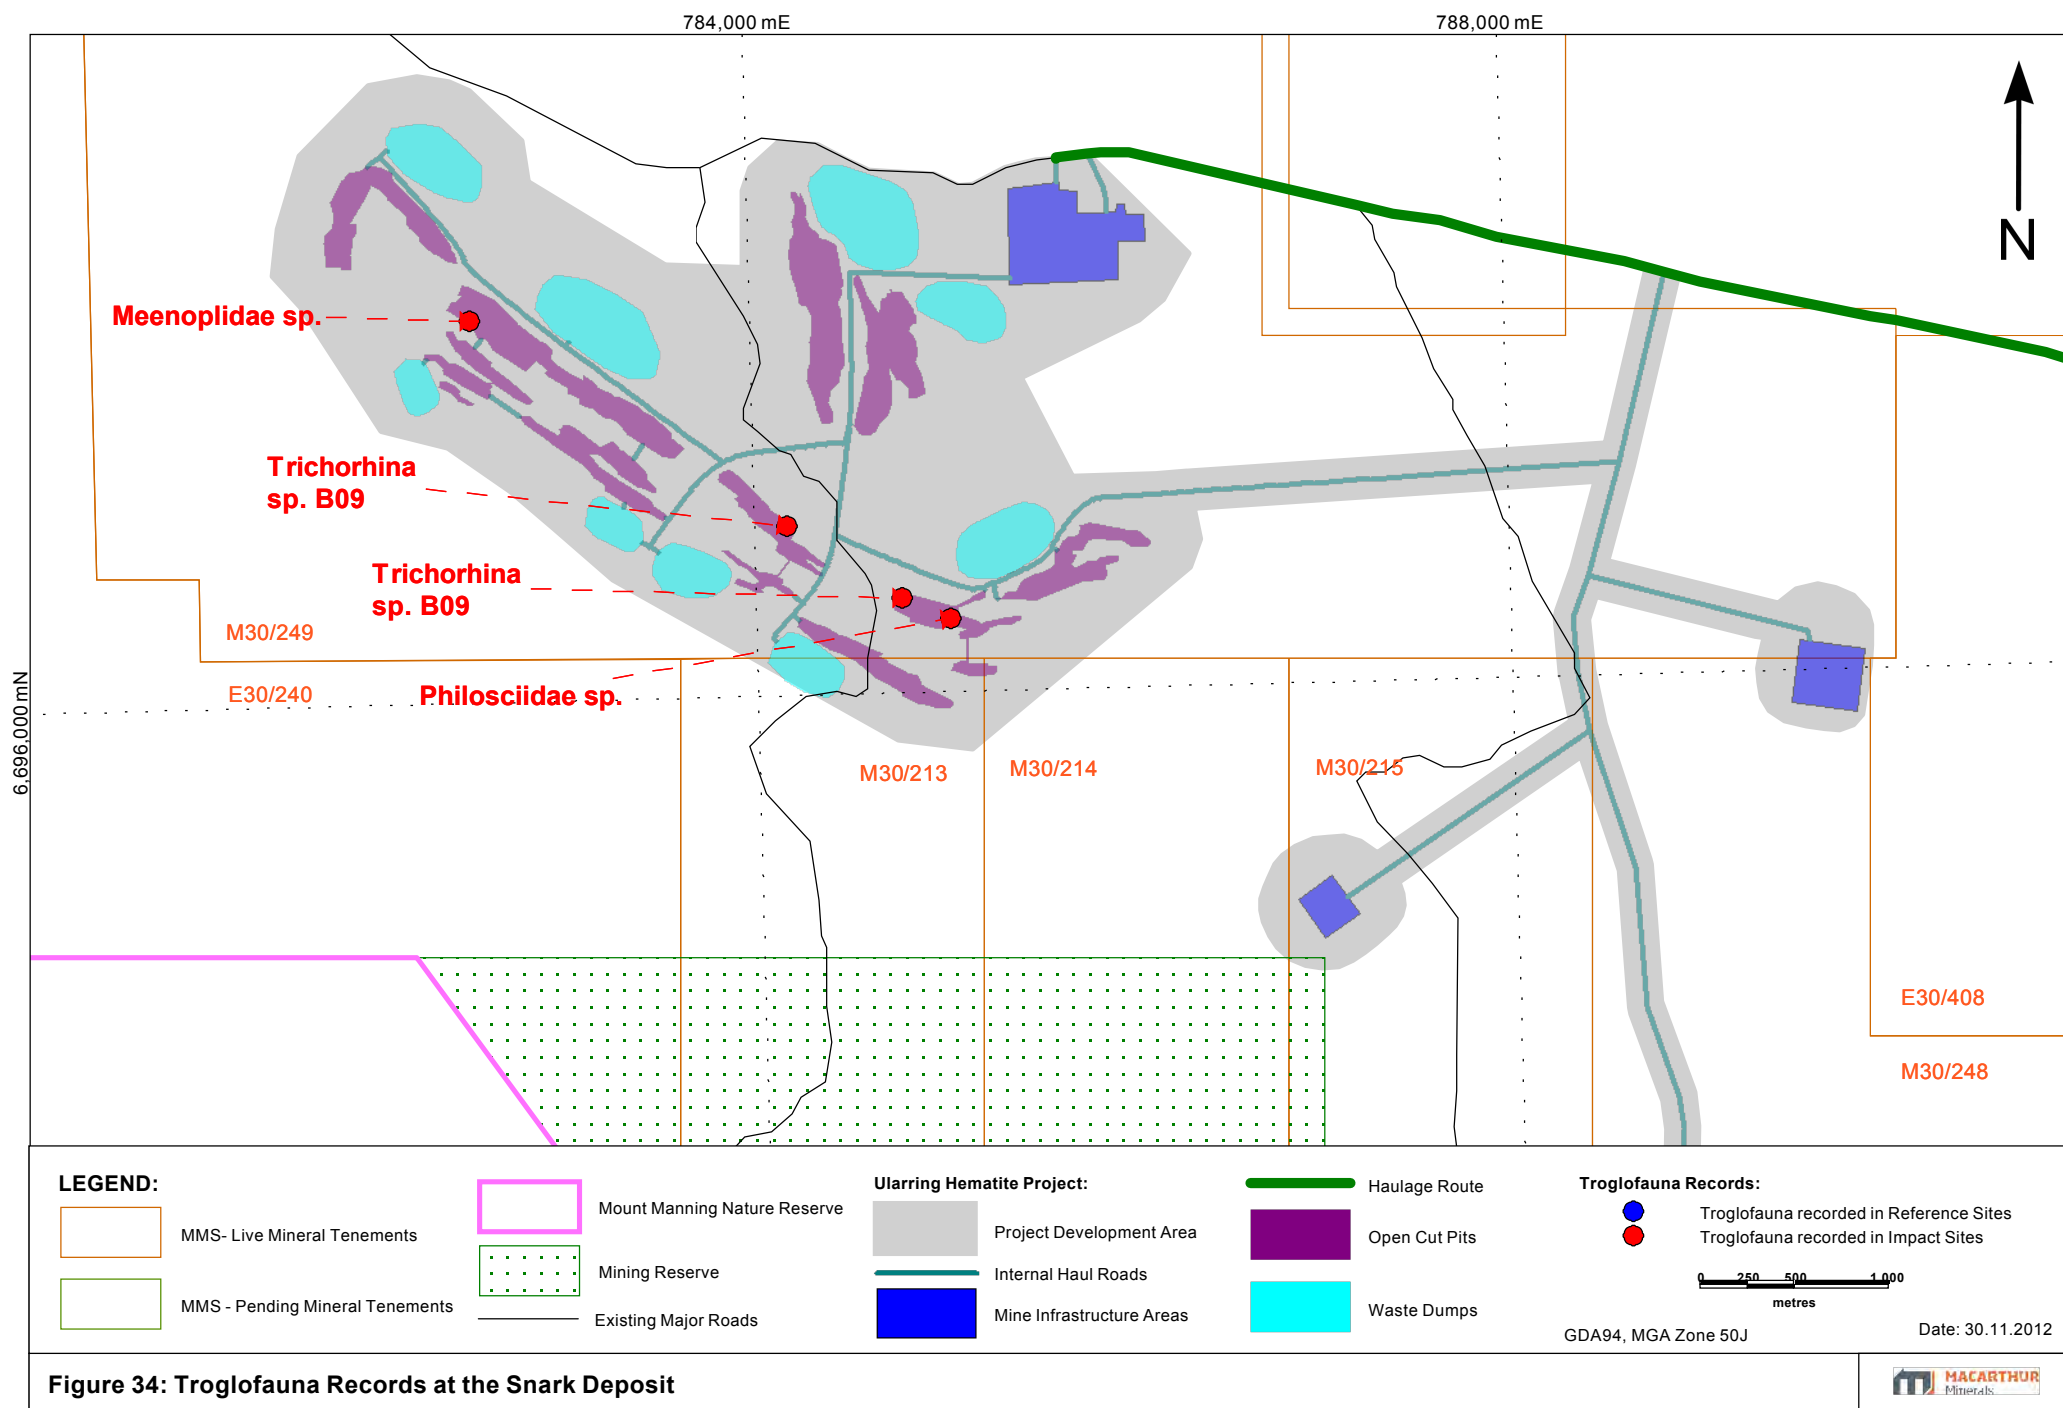 784,000 mE
788,000 mE
N
Meenoplidae sp.
Trichorhina
sp. B09
Trichorhina
sp. B09
Philosciidae sp.
M30/249
E30/240
6,696,000 mN
M30/213
M30/214
M30/215
E30/408
M30/248
LEGEND:
MMS- Live Mineral Tenements
MMS - Pending Mineral Tenements
Mount Manning Nature Reserve
Mining Reserve
Existing Major Roads
Ularring Hematite Project:
Project Development Area
Internal Haul Roads
Mine Infrastructure Areas
Haulage Route
Open Cut Pits
Waste Dumps
Troglofauna Records:
Troglofauna recorded in Reference Sites
Troglofauna recorded in Impact Sites
0 250 500 1,000
metres
GDA94, MGA Zone 50J
Date: 30.11.2012
Figure 34: Troglofauna Records at the Snark Deposit
MACARTHUR
Minerals